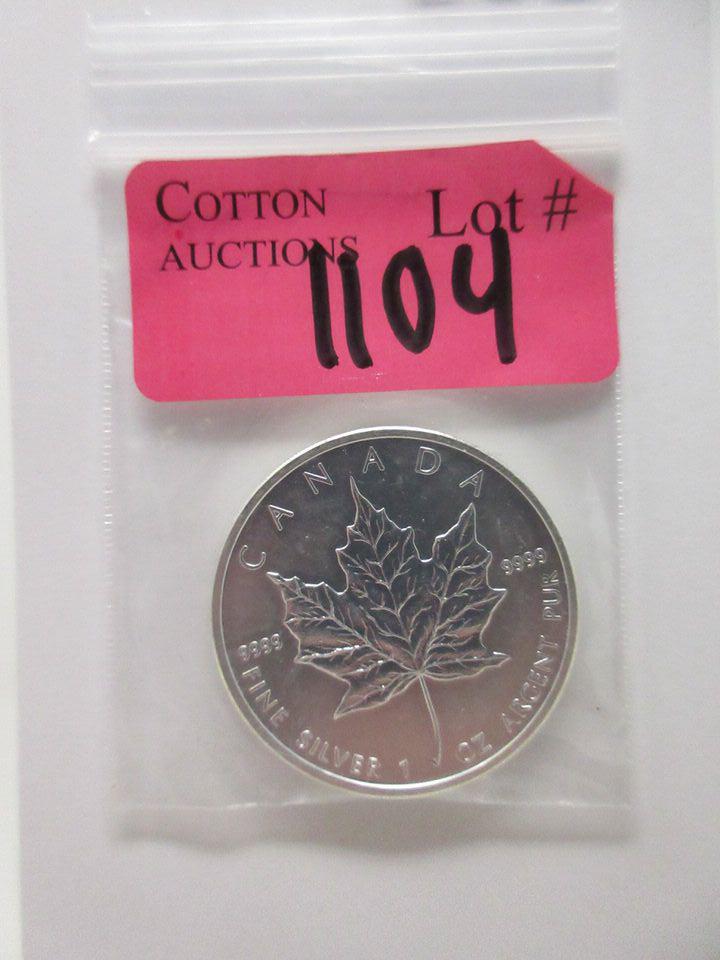 COTTON
AUCTIONS
Lot #
1104
CANADA
9999
9999
FINE SILVER 1 OZ ARGENT PUR